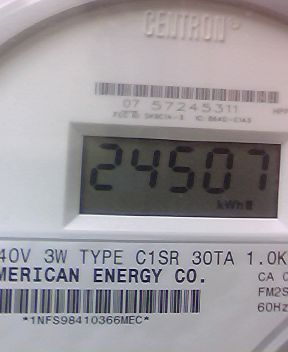 CENTRON
07 57245311
24507
kWh
40V 3W TYPE C1SR 30TA 1.0K
MERICAN ENERGY CO.
CA
FM2S
60Hz
*1NFS98410366MEC*